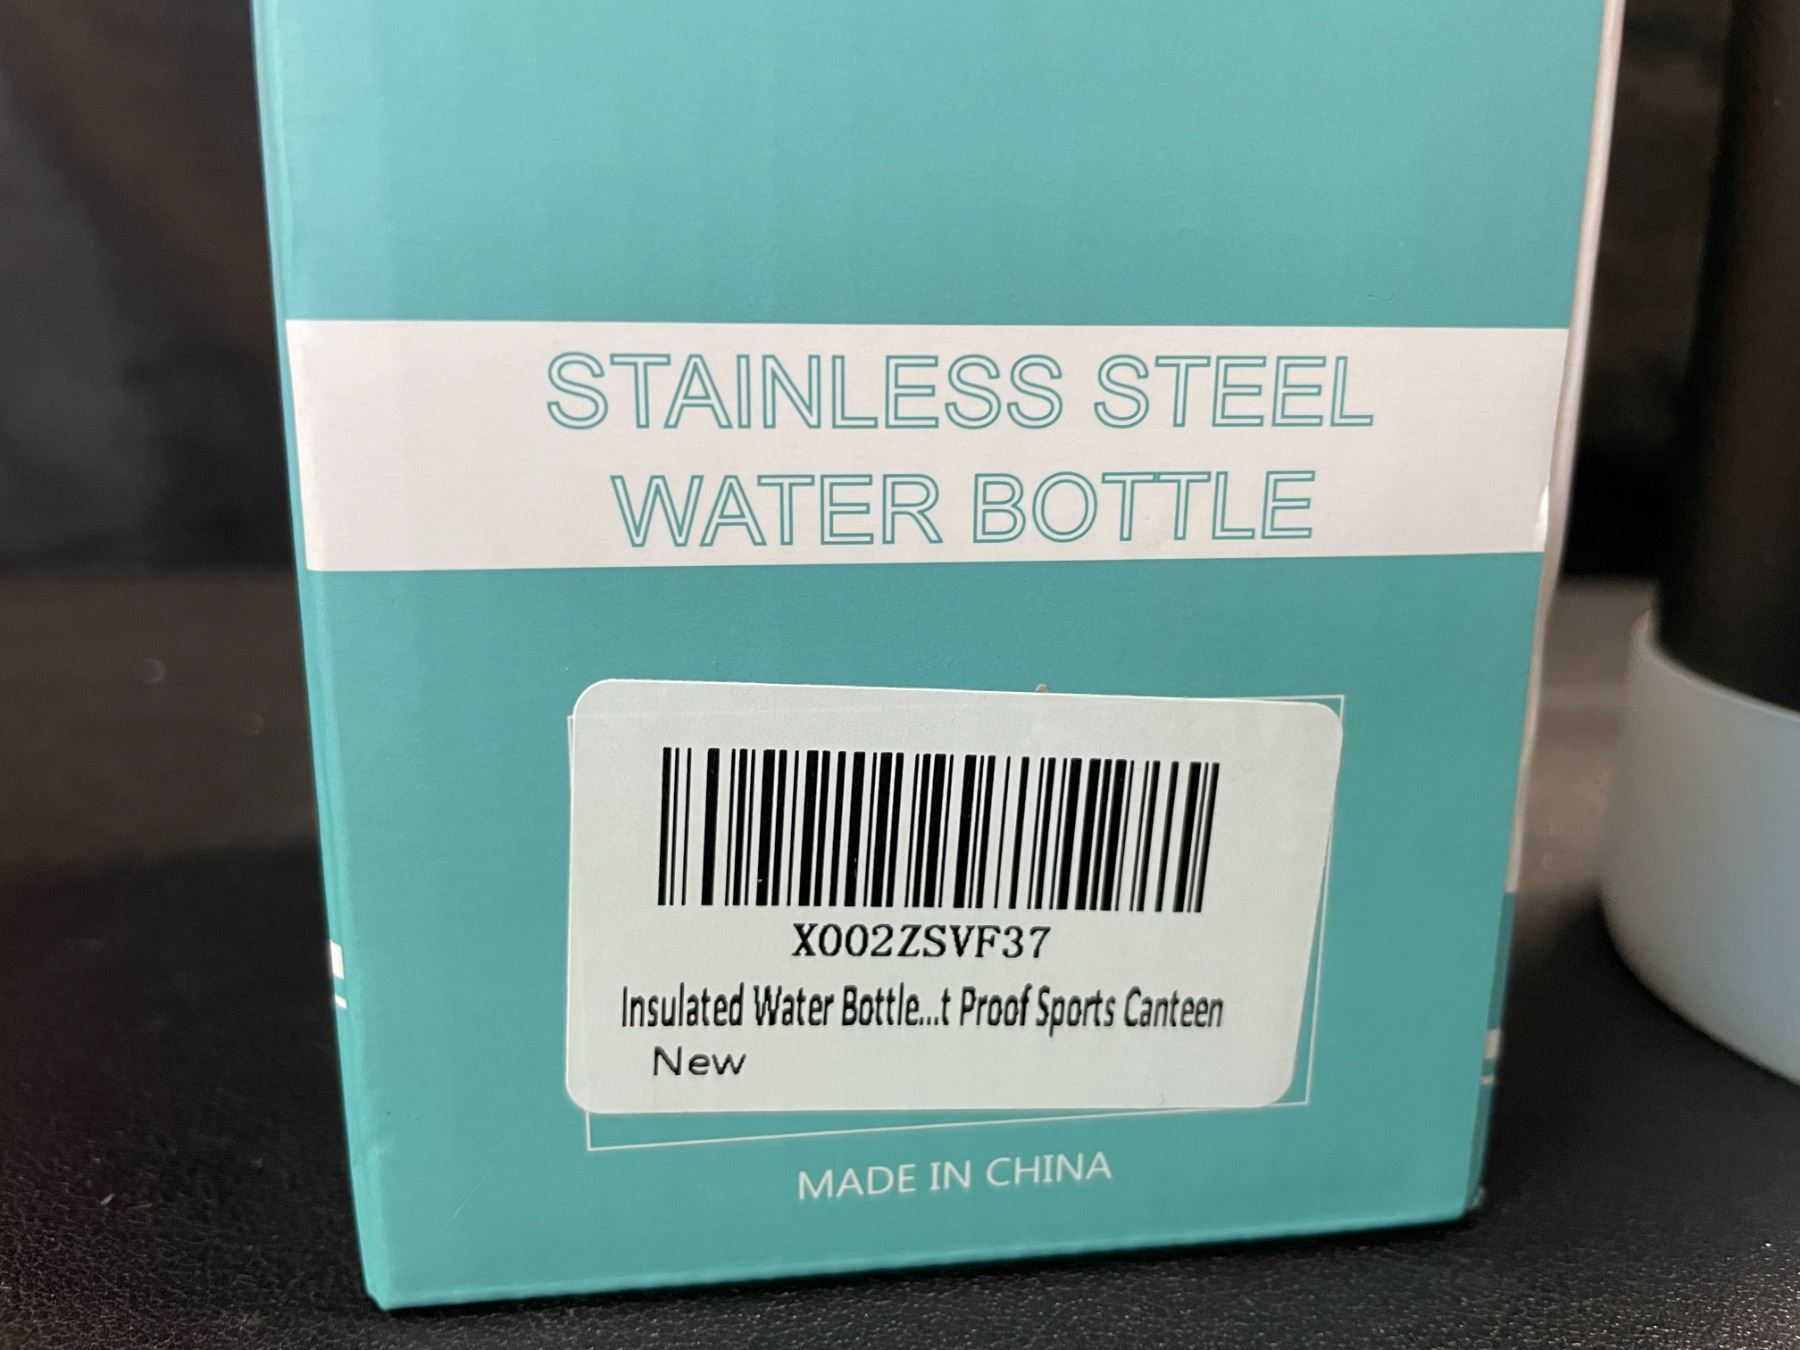 STAINLESS STEEL
WATER BOTTLE
X002ZSVF37
Insulated Water Bottle...t Proof Sports Canteen
New
MADE IN CHINA